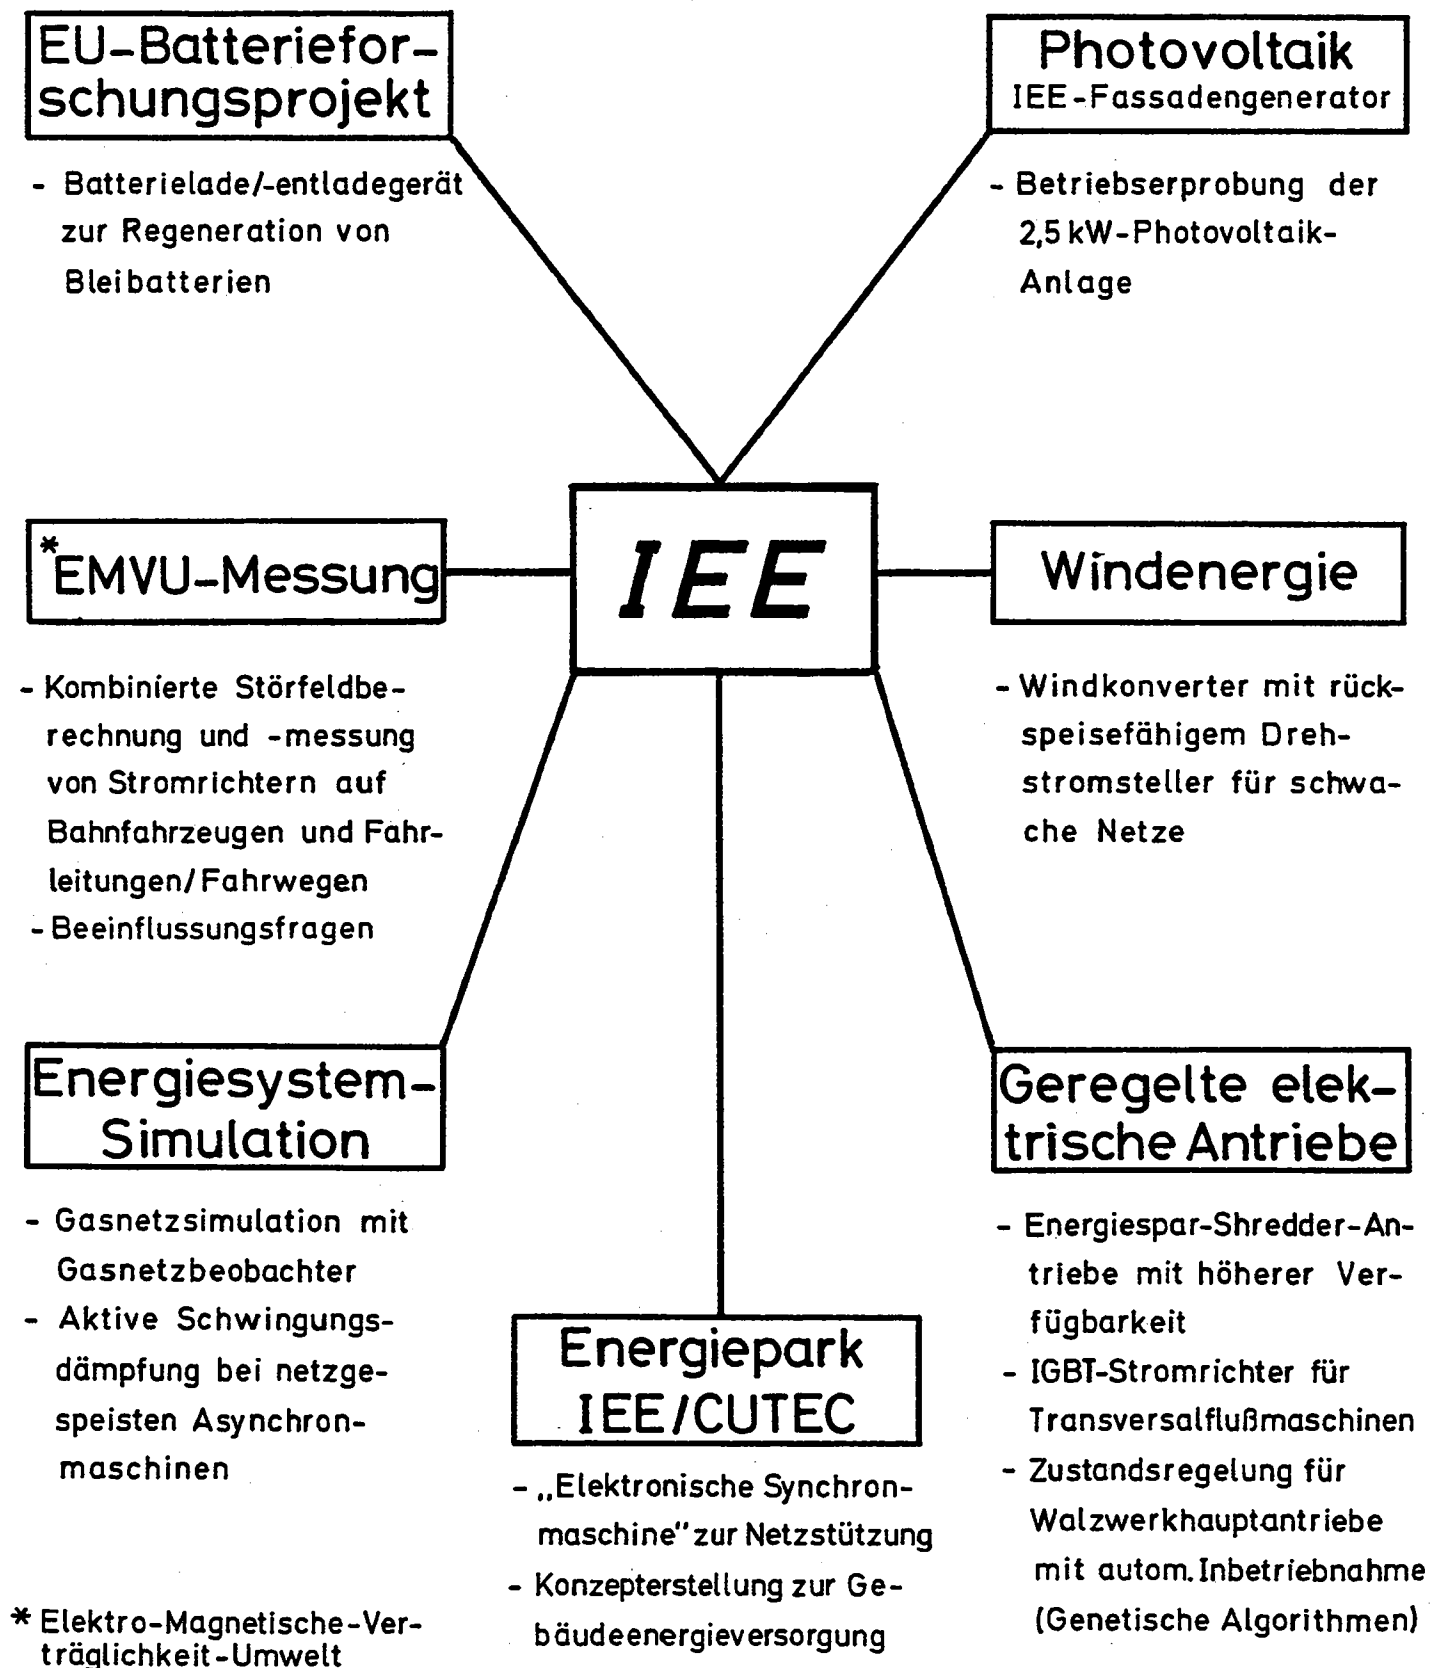 EU-Batteriefor-
schungsprojekt
- Batterielade/-entladegerät
zur Regeneration von
Bleibatterien
Photovoltaik
IEE-Fassadengenerator
- Betriebserprobung der
2,5 kW-Photovoltaik-
Anlage
IEE
*EMVU-Messung
- Kombinierte Störfeldbe-
rechnung und -messung
von Stromrichtern auf
Bahnfahrzeugen und Fahr-
leitungen/Fahrwegen
- Beeinflussungsfragen
Windenergie
- Windkonverter mit rück-
speisefähigem Dreh-
stromsteller für schwa-
che Netze
Energiesystem-
Simulation
- Gasnetzsimulation mit
Gasnetzbeobachter
- Aktive Schwingungs-
dämpfung bei netzge-
speisten Asynchron-
maschinen
Energiepark
IEE/CUTEC
- „Elektronische Synchron-
maschine" zur Netzstützung
- Konzepterstellung zur Ge-
bäudeenergieversorgung
Geregelte elek-
trische Antriebe
- Energiespar-Shredder-An-
triebe mit höherer Ver-
fügbarkeit
- IGBT-Stromrichter für
Transversalflußmaschinen
- Zustandsregelung für
Walzwerkhauptantriebe
mit autom. Inbetriebnahme
(Genetische Algorithmen)
* Elektro-Magnetische-Ver-
träglichkeit-Umwelt